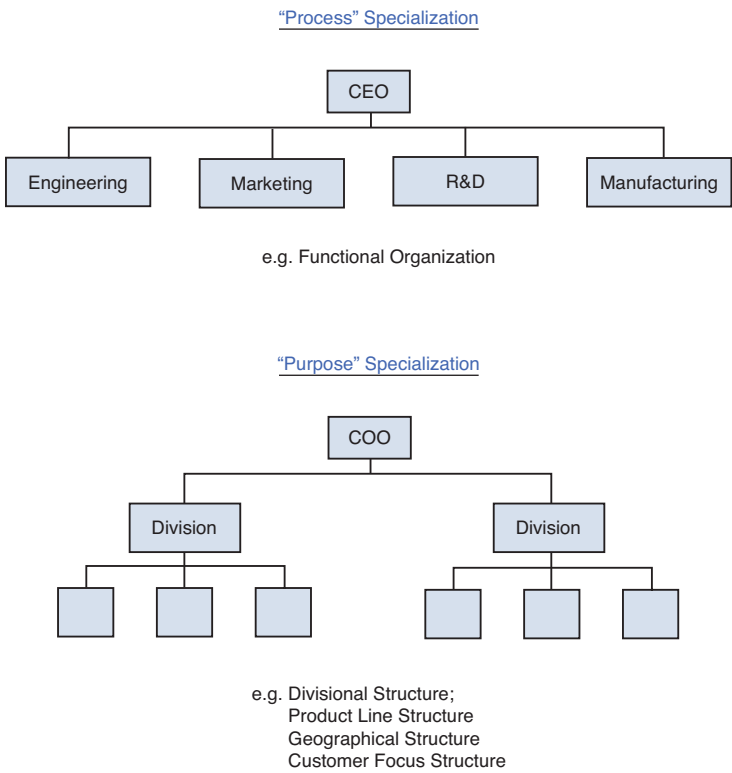 “Process” Specialization
CEO
Engineering
Marketing
R&D
Manufacturing
e.g. Functional Organization
“Purpose” Specialization
COO
Division
Division
e.g. Divisional Structure;
Product Line Structure
Geographical Structure
Customer Focus Structure